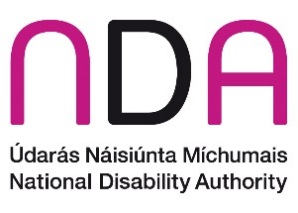 NDA
Údarás Náisiúnta Míchumais
National Disability Authority